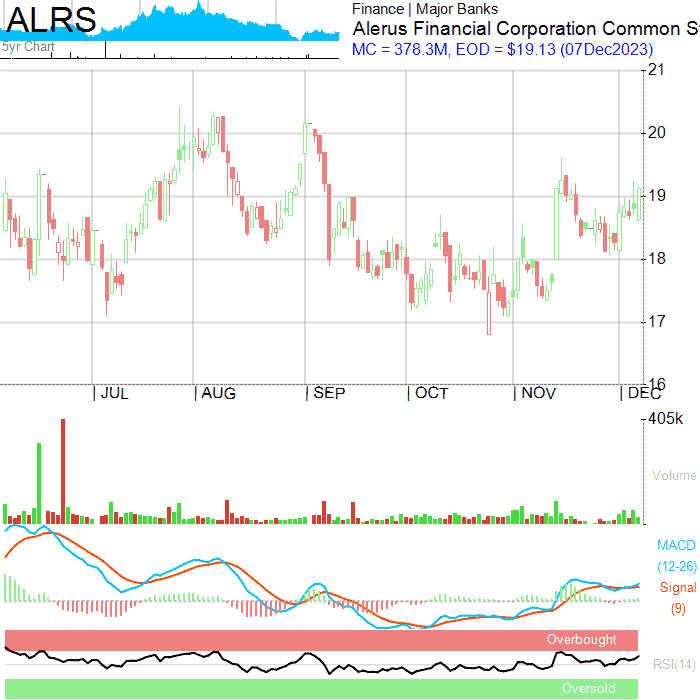 ALRS
5yr Chart
Finance | Major Banks
Alerus Financial Corporation Common S
MC = 378.3M, EOD = $19.13 (07Dec2023)
21
20
19
18
17
16
JUL AUG SEP OCT NOV DEC
405k
Volume
MACD
(12-26)
Signal
(9)
Overbought
RSI(14)
Oversold